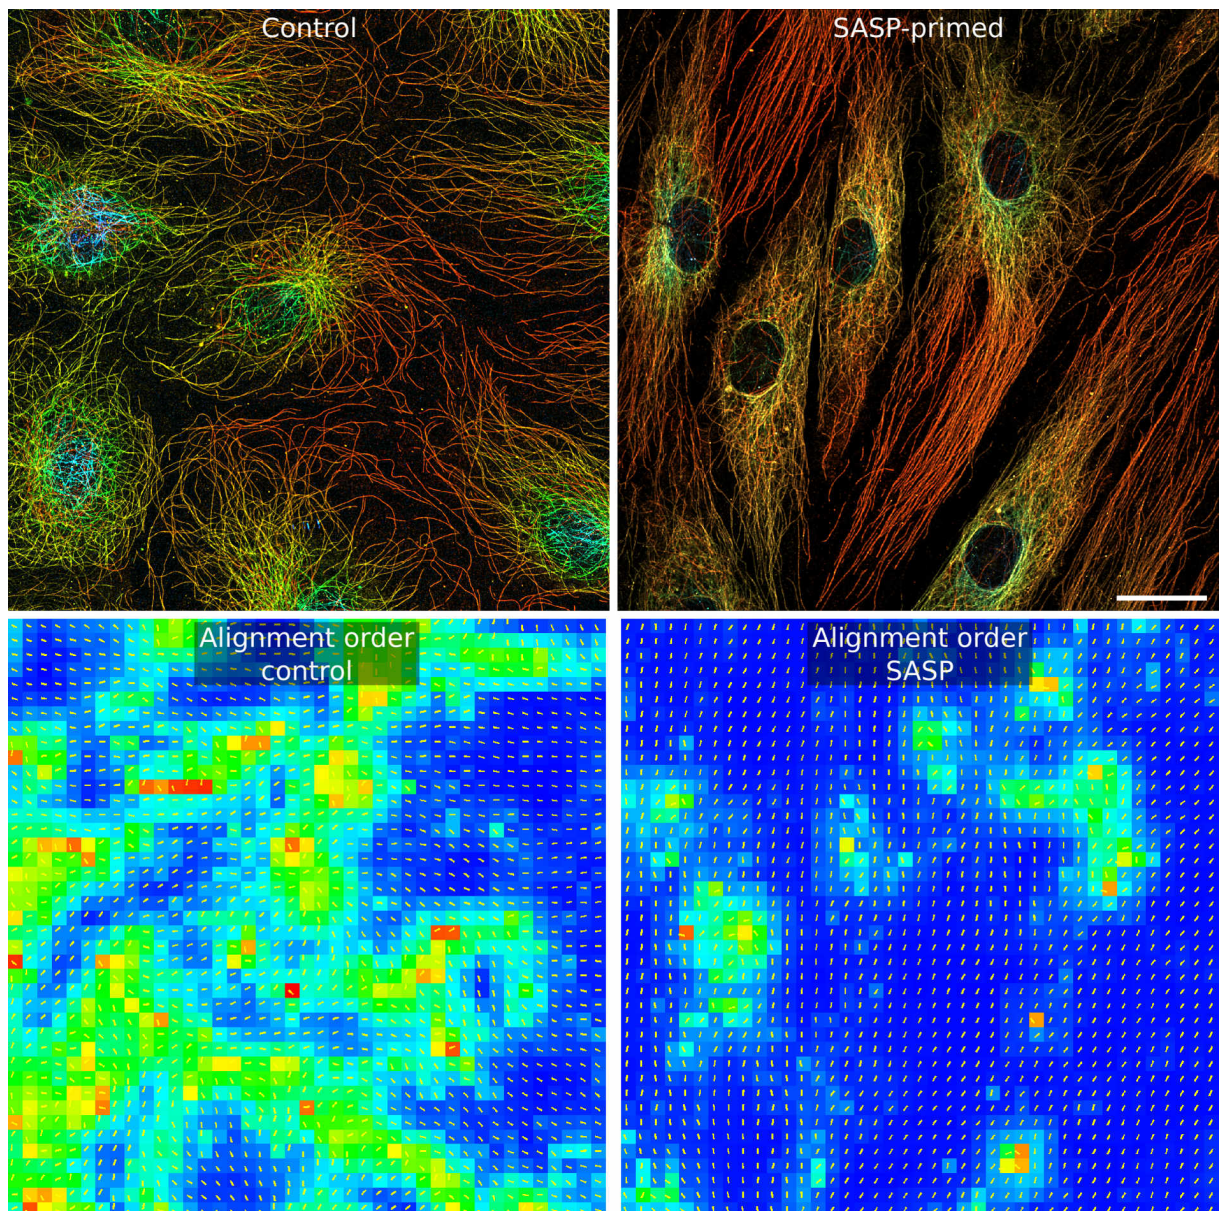 Control
SASP-primed
Alignment order
control
Alignment order
SASP